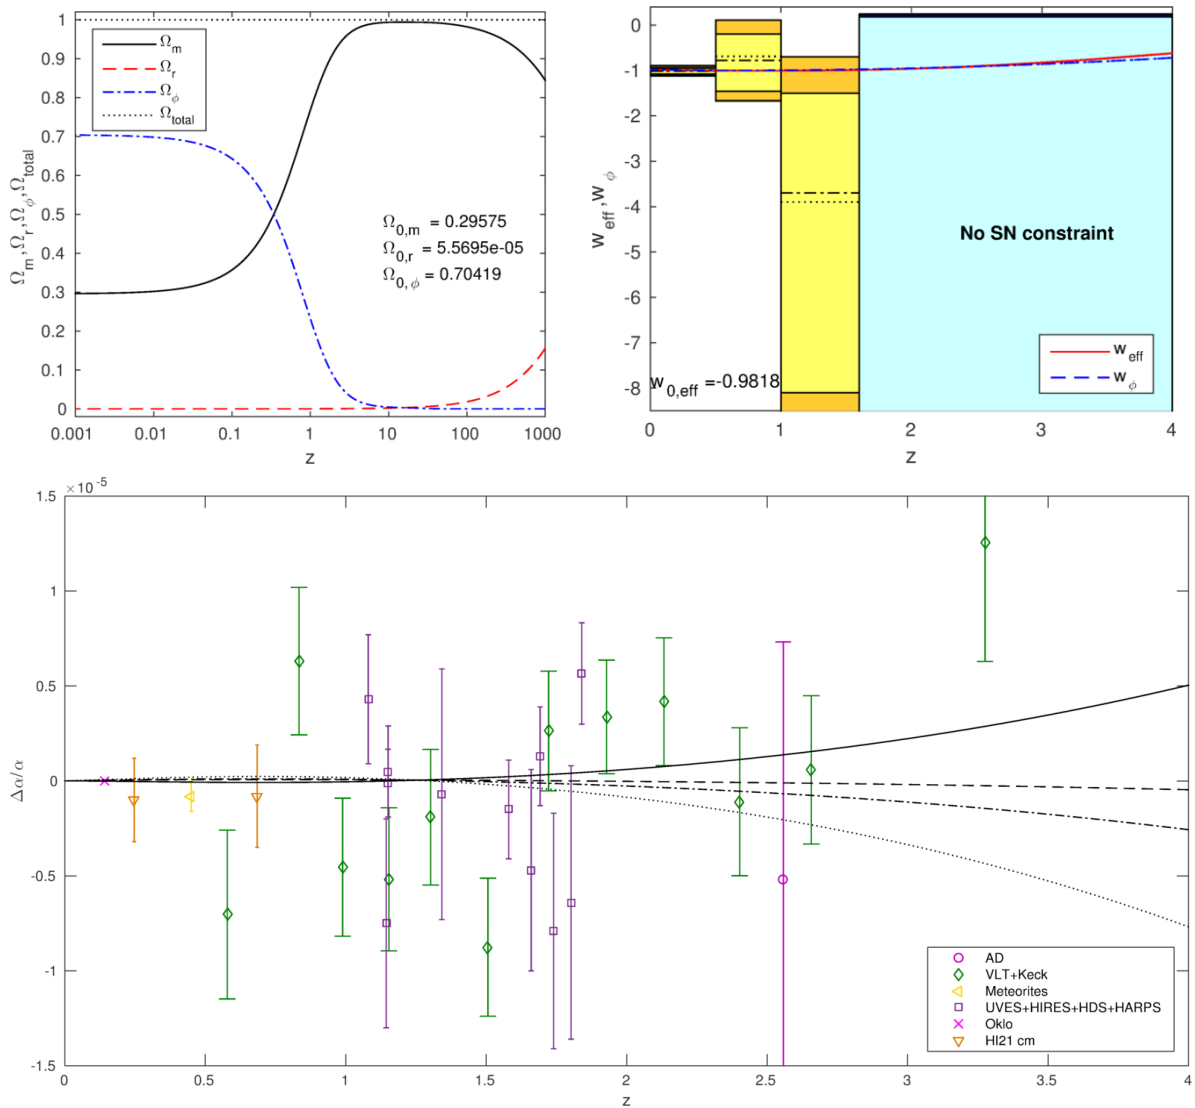 1
0.9
0.8
0.7
0.6
0.5
0.4
0.3
0.2
0.1
0
Ω_m
Ω_r
Ω_ϕ
Ω_total
Ω_m,Ω_r,Ω_ϕ,Ω_total
Ω_0,m = 0.29575
Ω_0,r = 5.5695e-05
Ω_0,ϕ = 0.70419
0.001 0.01 0.1 1 10 100 1000
z
0
-1
-2
-3
-4
-5
-6
-7
-8
w_eff,w_ϕ
No SN constraint
w_eff
w_ϕ
w_0,eff =-0.9818
0 1 2 3 4
z
×10^-5
1.5
1
0.5
0
-0.5
-1
-1.5
Δα/α
AD
VLT+Keck
Meteorites
UVES+HIRES+HDS+HARPS
Oklo
HI21 cm
0 0.5 1 1.5 2 2.5 3 3.5 4
z